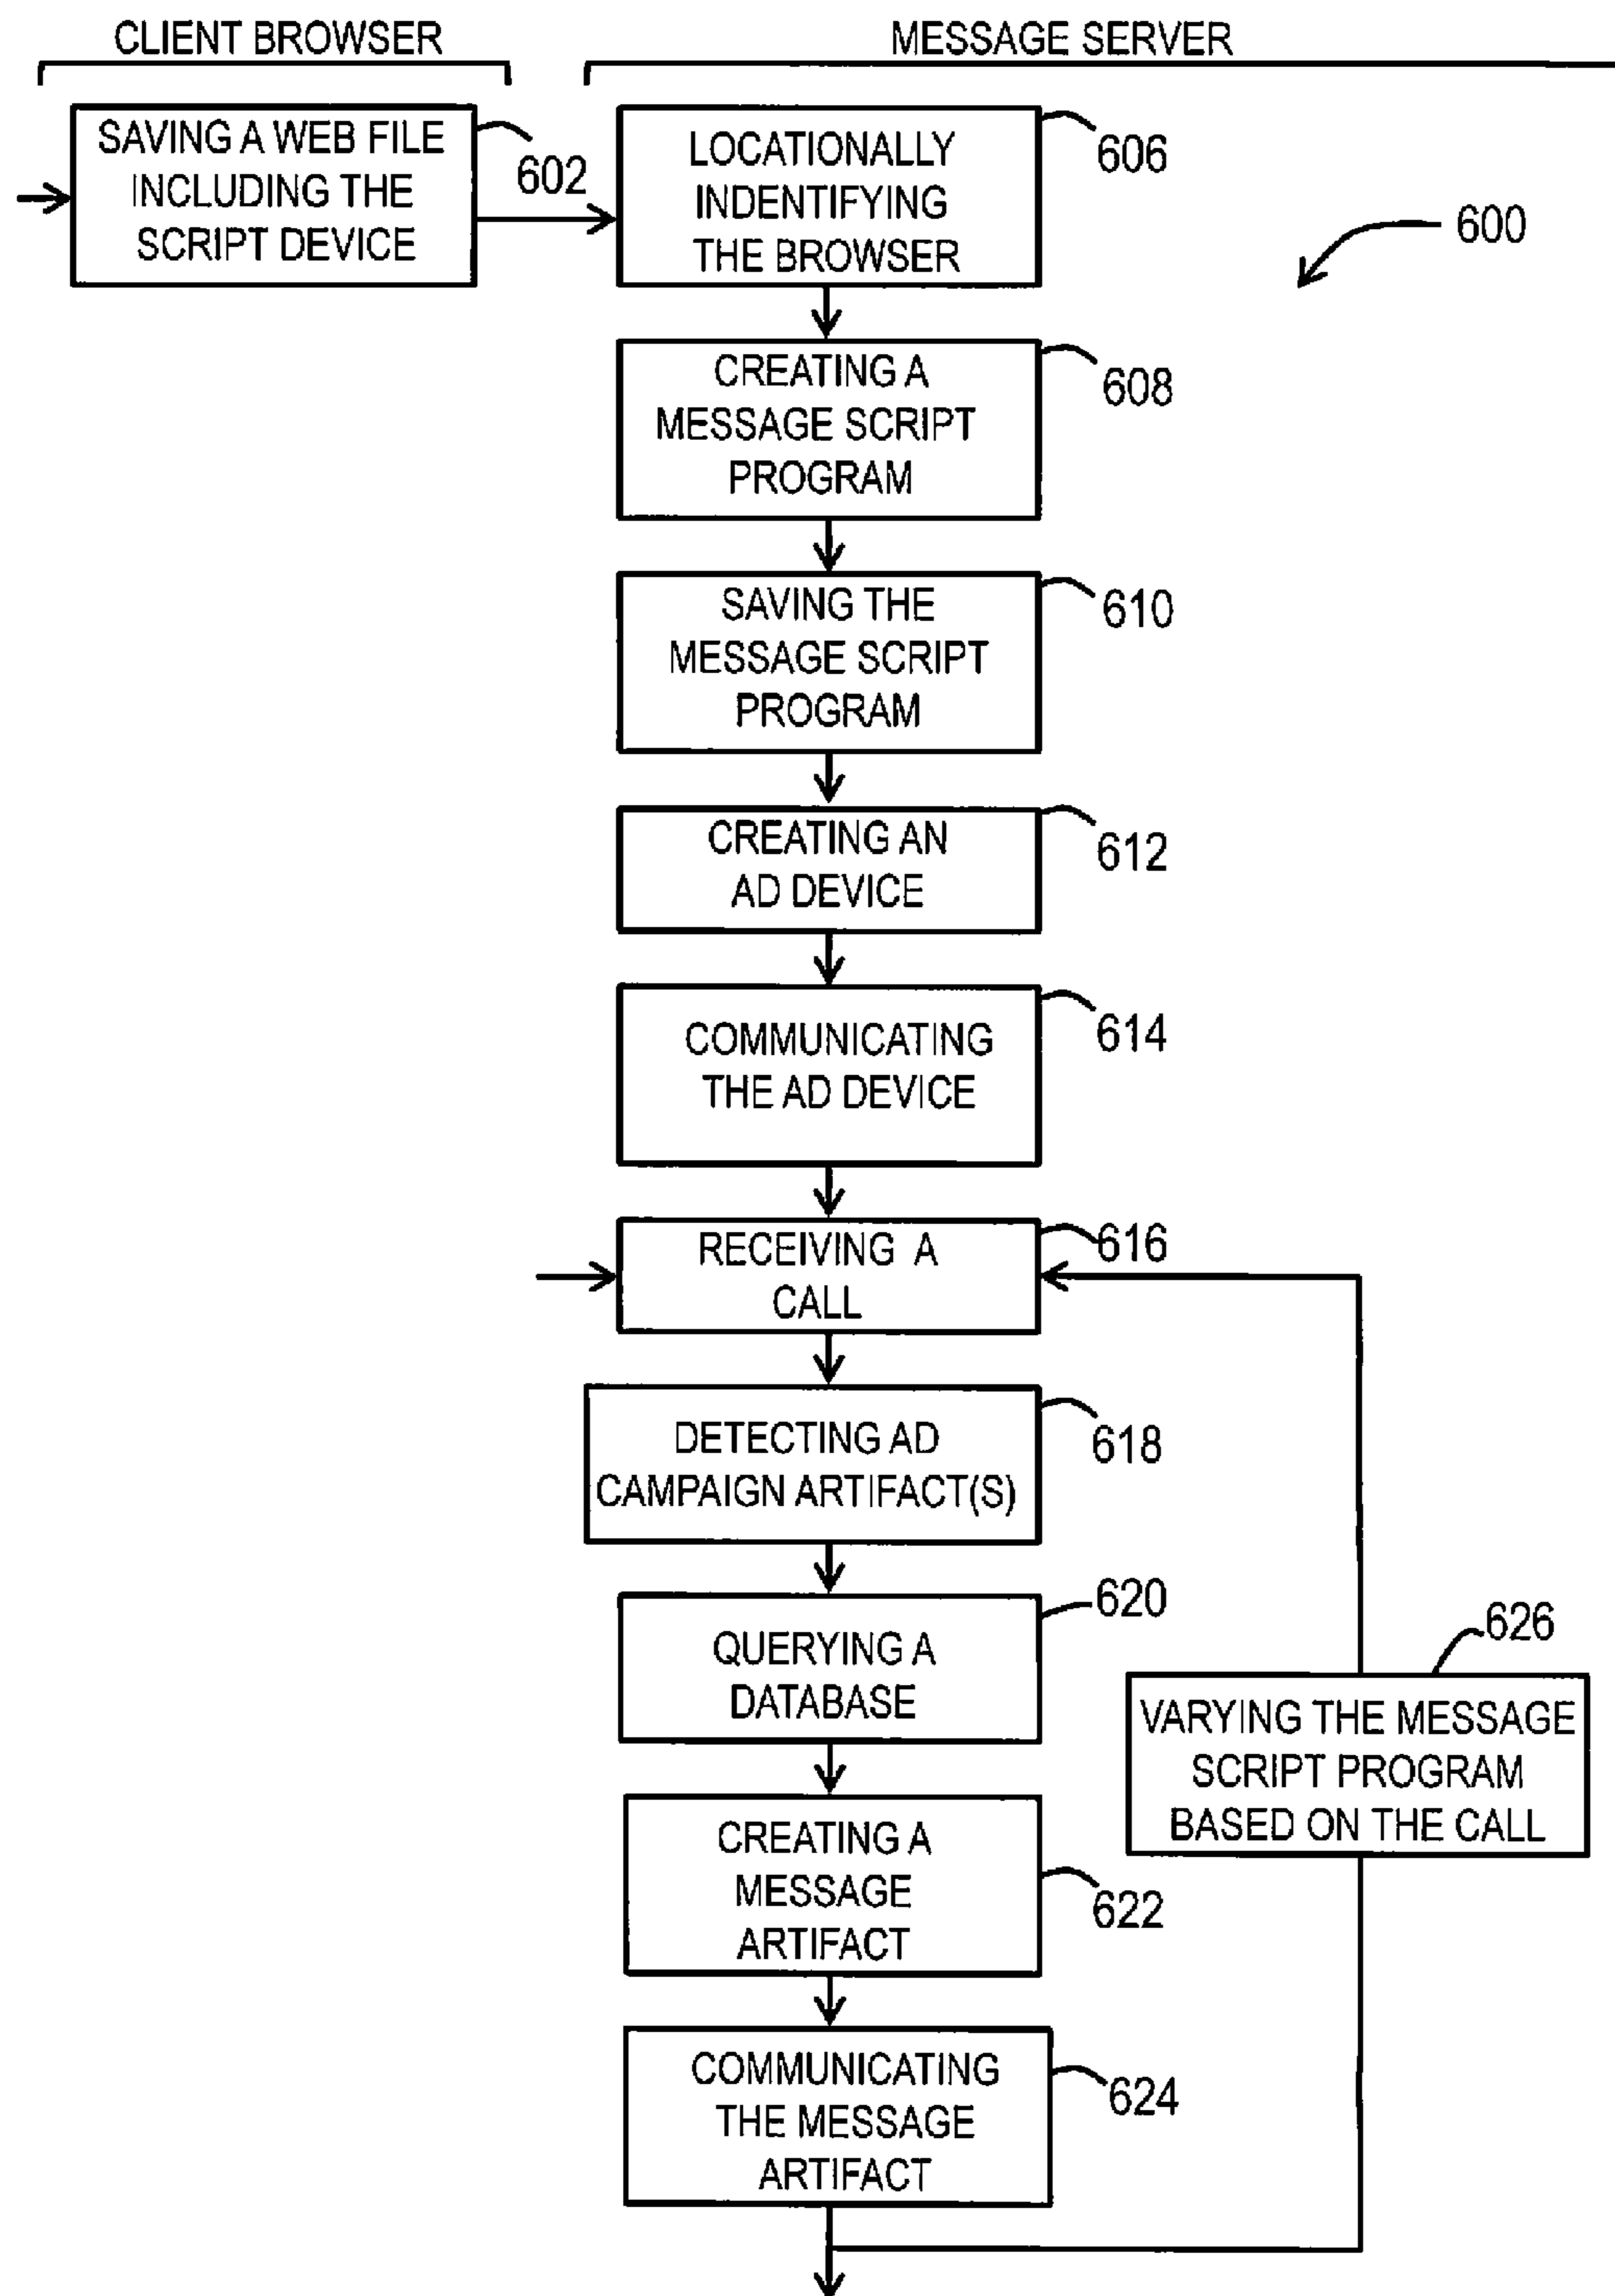 CLIENT BROWSER
MESSAGE SERVER
SAVING A WEB FILE
INCLUDING THE
SCRIPT DEVICE
602
LOCATIONALLY
INDENTIFYING
THE BROWSER
606
600
CREATING A
MESSAGE SCRIPT
PROGRAM
608
SAVING THE
MESSAGE SCRIPT
PROGRAM
610
CREATING AN
AD DEVICE
612
COMMUNICATING
THE AD DEVICE
614
RECEIVING A
CALL
616
DETECTING AD
CAMPAIGN ARTIFACT(S)
618
QUERYING A
DATABASE
620
626
VARYING THE MESSAGE
SCRIPT PROGRAM
BASED ON THE CALL
CREATING A
MESSAGE
ARTIFACT
622
COMMUNICATING
THE MESSAGE
ARTIFACT
624